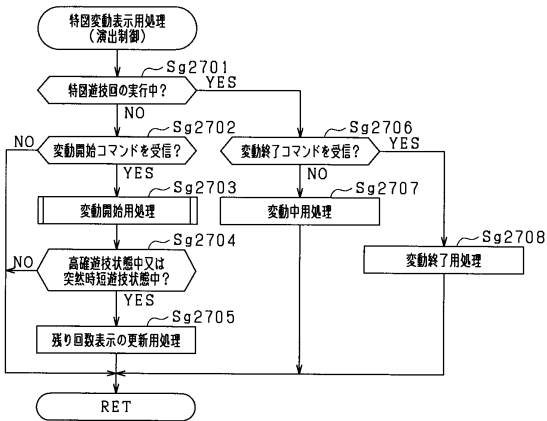 特図変動表示用処理
(演出制御)
Sg2701
特図遊技回の実行中?
YES
NO
Sg2702
NO
変動開始コマンドを受信?
YES
Sg2703
変動開始用処理
Sg2704
NO
高確遊技状態中又は
突然時短遊技状態中?
YES
Sg2705
残り回数表示の更新用処理
Sg2706
変動終了コマンドを受信?
YES
NO
Sg2707
変動中用処理
Sg2708
変動終了用処理
RET